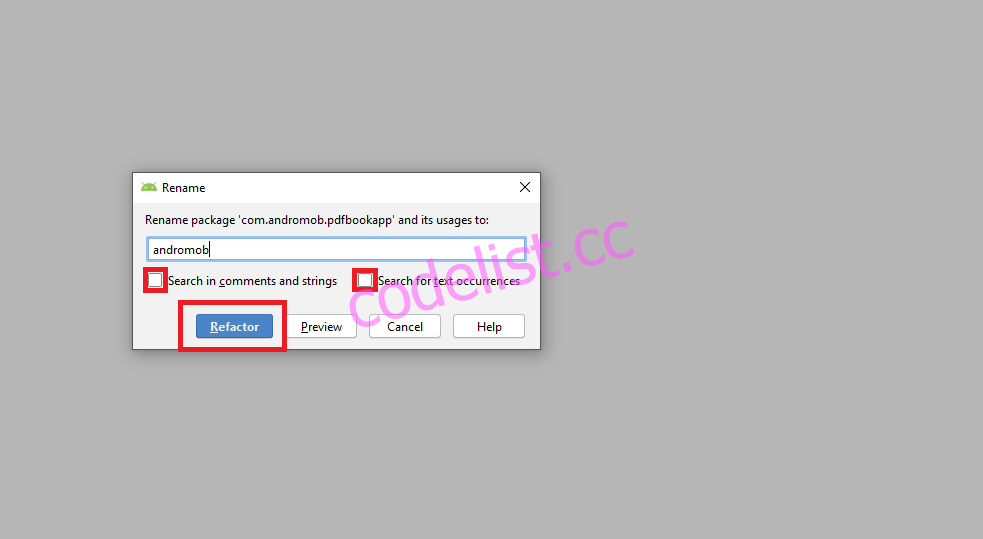 Rename
Rename package 'com.andromob.pdfbookapp' and its usages to:
andromob
Search in comments and strings Search for text occurrences
Refactor Preview Cancel Help
codelist.cc